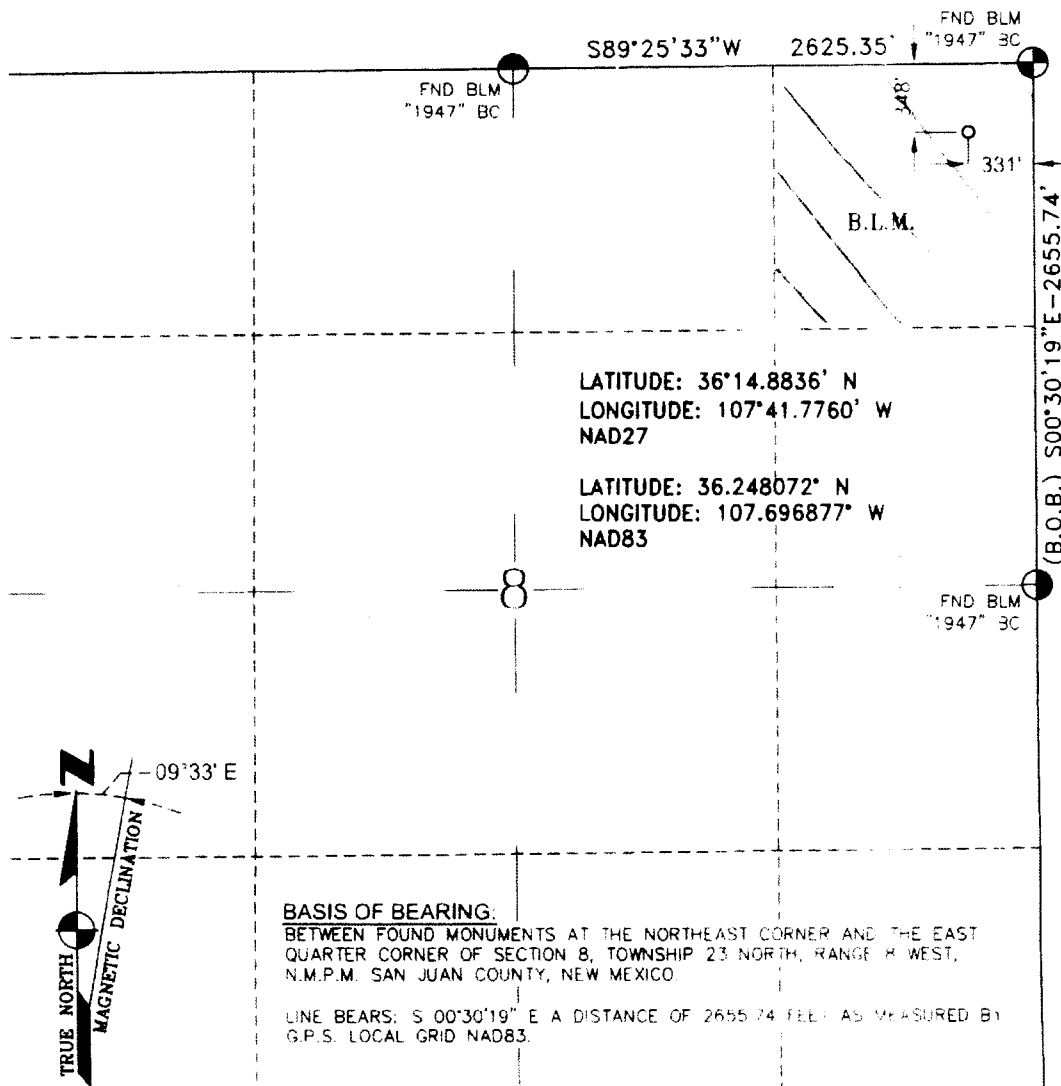 FND BLM
"1947" BC
S89°25'33"W 2625.35'
FND BLM
"1947" BC
348'
331'
B.L.M.
(B.O.B.) S00°30'19"E-2655.74'
LATITUDE: 36°14.8836' N
LONGITUDE: 107°41.7760' W
NAD27
LATITUDE: 36.248072° N
LONGITUDE: 107.696877° W
NAD83
8
FND BLM
"1947" BC
N
09°33' E
TRUE NORTH
MAGNETIC DECLINATION
BASIS OF BEARING:
BETWEEN FOUND MONUMENTS AT THE NORTHEAST CORNER AND THE EAST
QUARTER CORNER OF SECTION 8, TOWNSHIP 23 NORTH, RANGE 8 WEST,
N.M.P.M. SAN JUAN COUNTY, NEW MEXICO.
LINE BEARS: S 00°30'19" E A DISTANCE OF 2655.74 FEET AS MEASURED BY
G.P.S. LOCAL GRID NAD83.